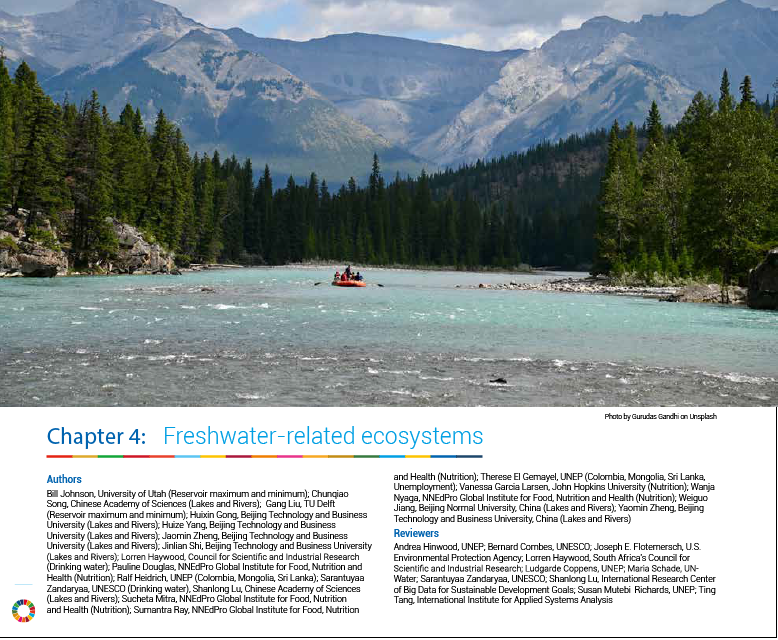 Photo by Gurudas Gandhi on Unsplash
Chapter 4: Freshwater-related ecosystems
Authors
Bill Johnson, University of Utah (Reservoir maximum and minimum); Chunqiao
Song, Chinese Academy of Sciences (Lakes and Rivers); Gang Liu, TU Delft
(Reservoir maximum and minimum); Huixin Gong, Beijing Technology and Business
University (Lakes and Rivers); Huize Yang, Beijing Technology and Business
University (Lakes and Rivers); Jaomin Zheng, Beijing Technology and Business
University (Lakes and Rivers); Jinlian Shi, Beijing Technology and Business University
(Lakes and Rivers); Lorren Haywood, Council for Scientific and Industrial Research
(Drinking water); Pauline Douglas, NNEdPro Global Institute for Food, Nutrition and
Health (Nutrition); Ralf Heidrich, UNEP (Colombia, Mongolia, Sri Lanka); Sarantuyaa
Zandaryaa, UNESCO (Drinking water), Shanlong Lu, Chinese Academy of Sciences
(Lakes and Rivers); Sucheta Mitra, NNEdPro Global Institute for Food, Nutrition
and Health (Nutrition); Sumantra Ray, NNEdPro Global Institute for Food, Nutrition
and Health (Nutrition); Therese El Gemayel, UNEP (Colombia, Mongolia, Sri Lanka,
Unemployment); Vanessa Garcia Larsen, John Hopkins University (Nutrition); Wanja
Nyaga, NNEdPro Global Institute for Food, Nutrition and Health (Nutrition); Weiguo
Jiang, Beijing Normal University, China (Lakes and Rivers); Yaomin Zheng, Beijing
Technology and Business University, China (Lakes and Rivers)
Reviewers
Andrea Hinwood, UNEP; Bernard Combes, UNESCO; Joseph E. Flotemersch, U.S.
Environmental Protection Agency; Lorren Haywood, South Africa's Council for
Scientific and Industrial Research; Ludgarde Coppens, UNEP; Maria Schade, UN-
Water; Sarantuyaa Zandaryaa, UNESCO; Shanlong Lu, International Research Center
of Big Data for Sustainable Development Goals; Susan Mutebi Richards, UNEP; Ting
Tang, International Institute for Applied Systems Analysis